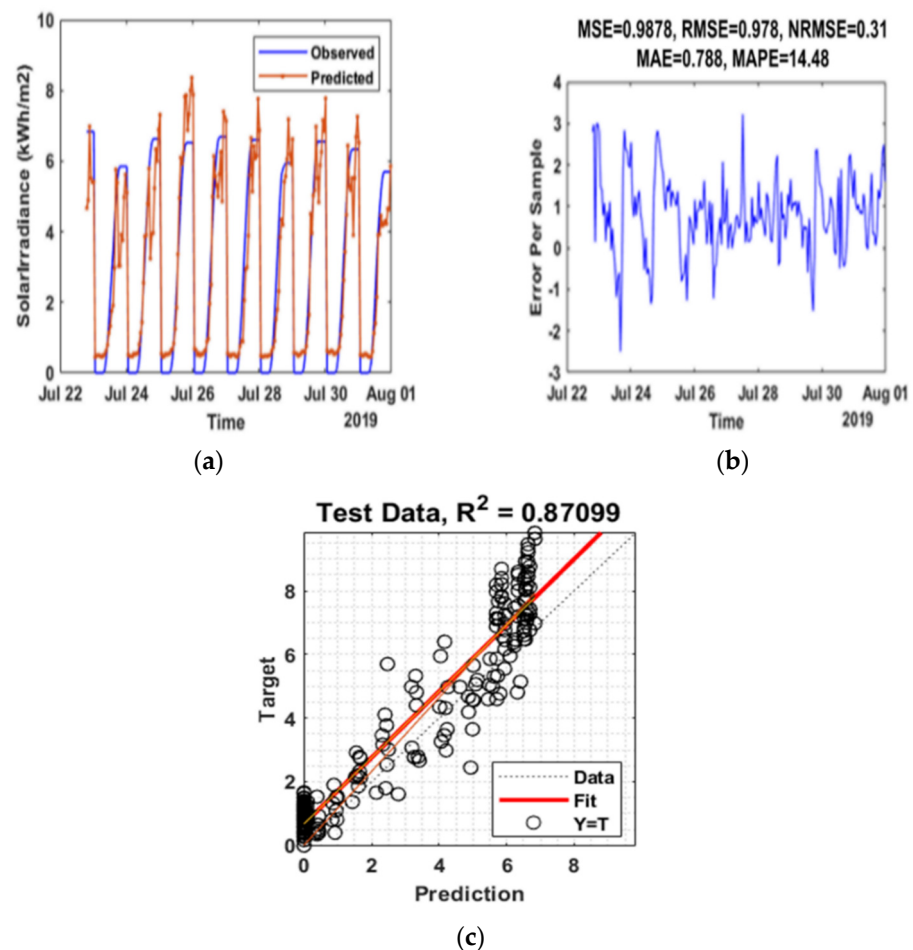 (a)
10
8
6
4
2
0
SolarIrradiance (kWh/m2)
Observed
Predicted
Jul 22 Jul 24 Jul 26 Jul 28 Jul 30 Aug 01
Time
2019
MSE=0.9878, RMSE=0.978, NRMSE=0.31
MAE=0.788, MAPE=14.48
4
3
2
1
0
-1
-2
-3
Error Per Sample
Jul 22 Jul 24 Jul 26 Jul 28 Jul 30 Aug 01
Time
2019
(b)
Test Data, R² = 0.87099
8
6
4
2
0
Target
Data
Fit
Y=T
0 2 4 6 8
Prediction
(c)